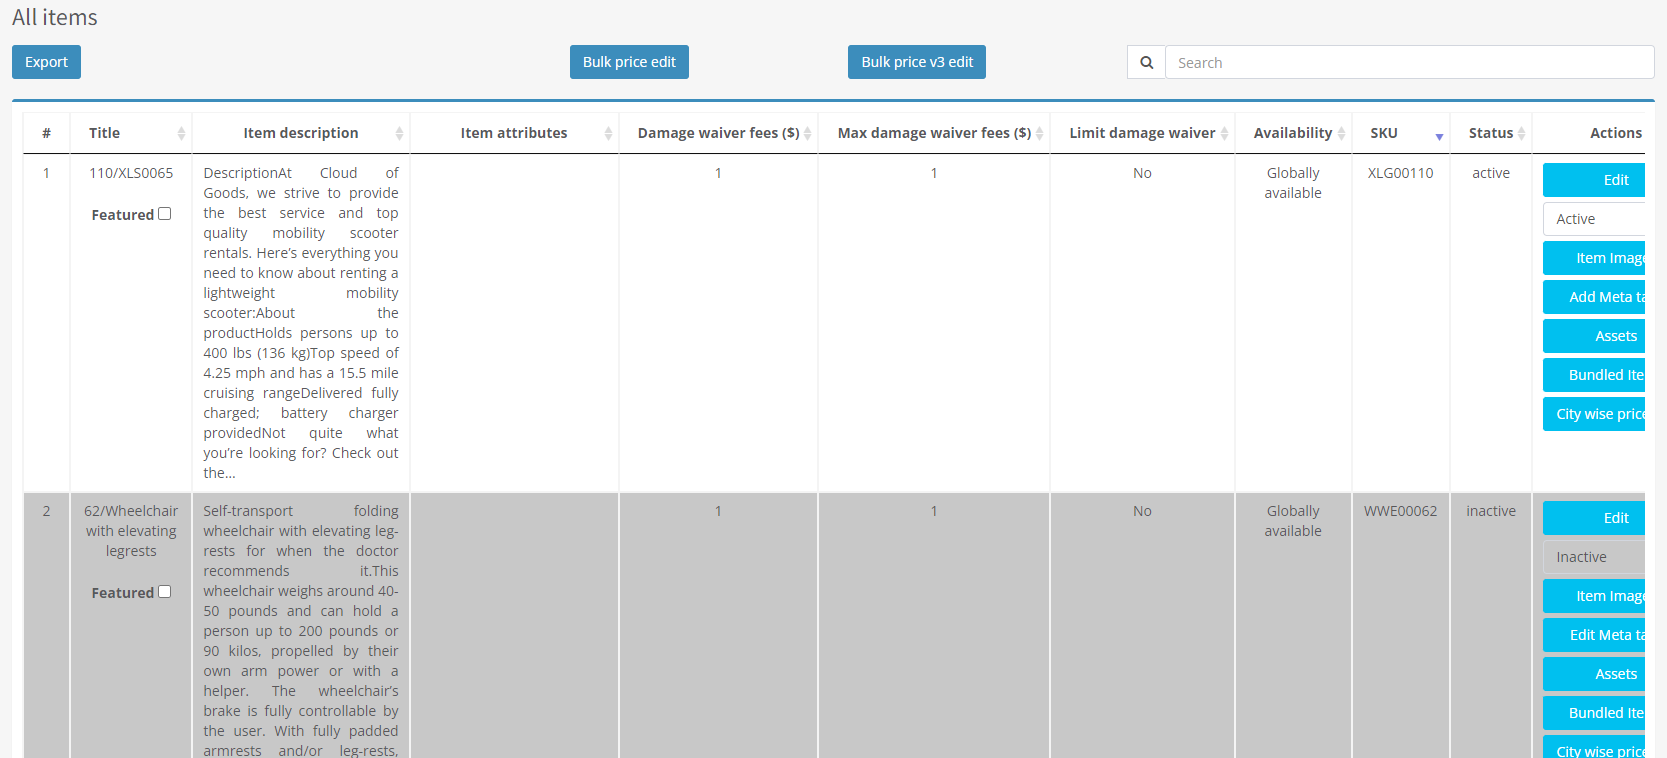 All items
Export
Bulk price edit
Bulk price v3 edit
Search
# Title Item description Item attributes Damage waiver fees ($) Max damage waiver fees ($) Limit damage waiver Availability SKU Status Actions
1
110/XLS0065
Featured
DescriptionAt Cloud of
Goods, we strive to provide
the best service and top
quality mobility scooter
rentals. Here’s everything you
need to know about renting a
lightweight mobility
scooter:About the
productHolds persons up to
400 lbs (136 kg)Top speed of
4.25 mph and has a 15.5 mile
cruising rangeDelivered fully
charged; battery charger
providedNot quite what
you’re looking for? Check out
the...
1
1
No
Globally
available
XLG00110
active
Edit
Active
Item Image
Add Meta ta
Assets
Bundled Ite
City wise price
2
62/Wheelchair
with elevating
legrests
Featured
Self-transport folding
wheelchair with elevating leg-
rests for when the doctor
recommends it.This
wheelchair weighs around 40-
50 pounds and can hold a
person up to 200 pounds or
90 kilos, propelled by their
own arm power or with a
helper. The wheelchair’s
brake is fully controllable by
the user. With fully padded
armrests and/or leg-rests,
1
1
No
Globally
available
WWE00062
inactive
Edit
Inactive
Item Image
Edit Meta ta
Assets
Bundled Ite
City wise price